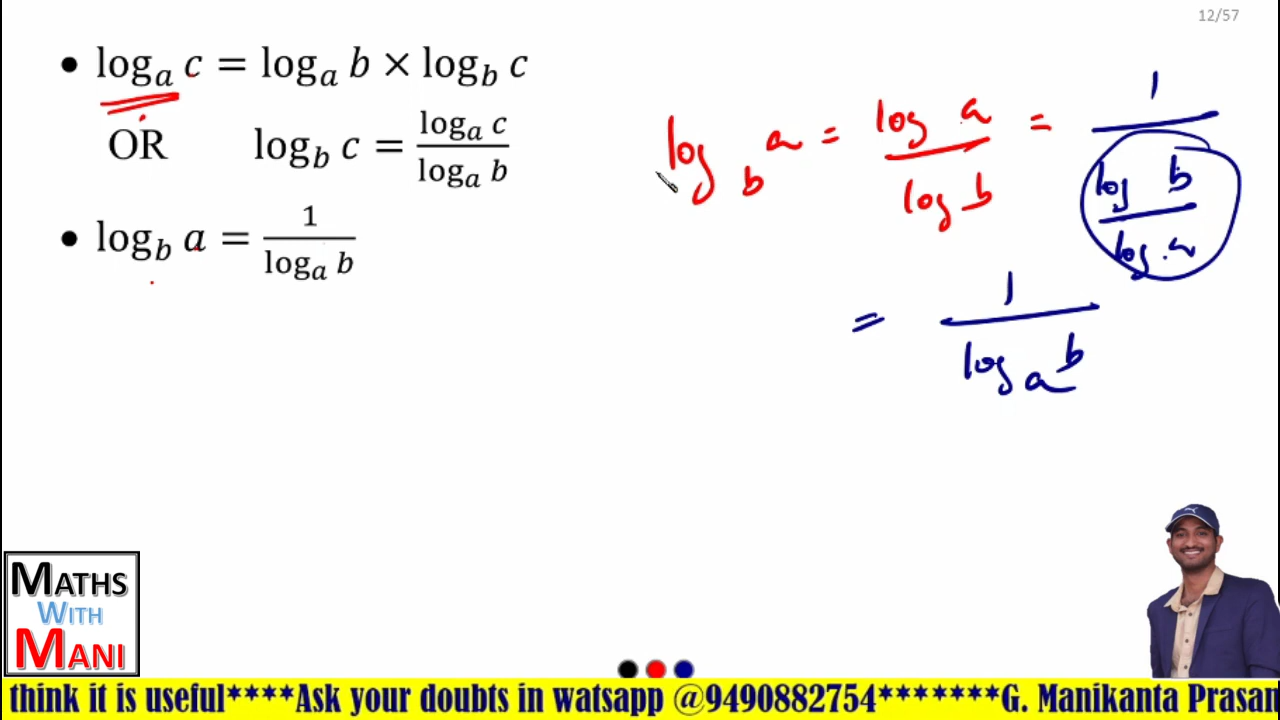 12/57
• log_a c = log_a b × log_b c
OR log_b c = log_a c / log_a b
• log_b a = 1 / log_a b
log_b a = log a / log b = 1 / (log b / log a)
= 1 / log_a b
MATHS
WITH
MANI
think it is useful****Ask your doubts in watsapp @9490882754*******G. Manikanta Prasan